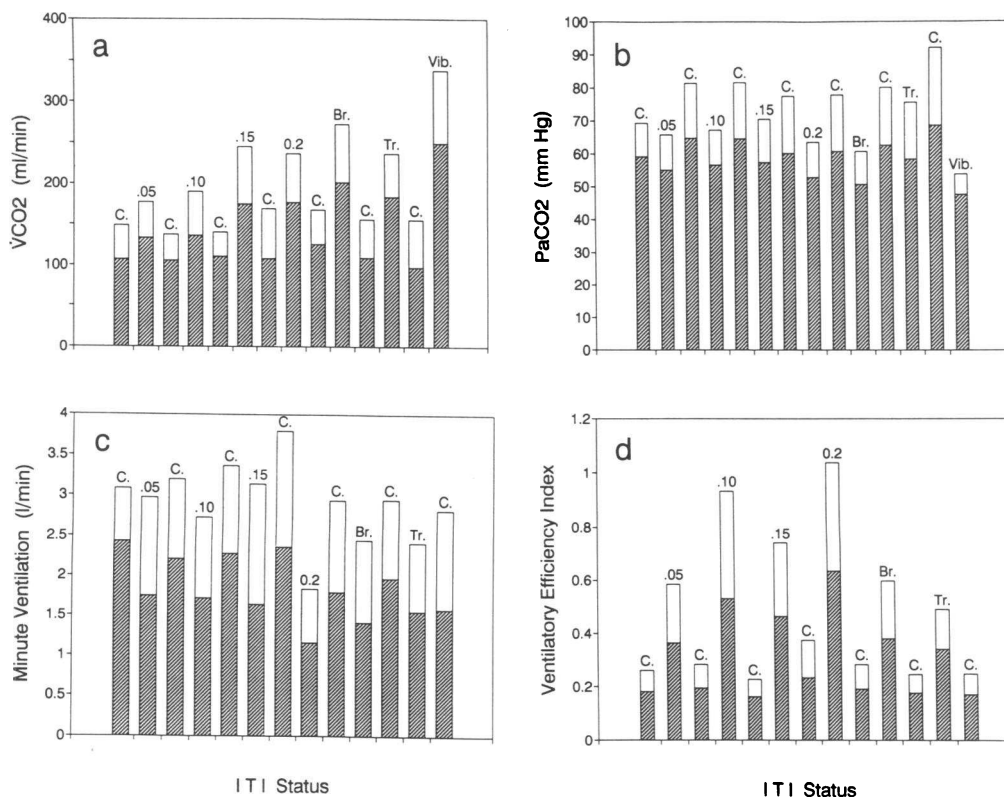 a
V̇CO2 (ml/min)
400
300
200
100
0
C. .05 C. .10 C. .15 C. 0.2 C. Br. C. Tr. C. Vib.
b
PaCO2 (mm Hg)
100
90
80
70
60
50
40
30
20
10
0
C. .05 C. .10 C. .15 C. 0.2 C. Br. C. Tr. C. Vib.
c
Minute Ventilation (l/min)
4
3.5
3
2.5
2
1.5
1
0.5
0
C. .05 C. .10 C. .15 C. 0.2 C. Br. C. Tr. C.
I T I Status
d
Ventilatory Efficiency Index
1.2
1
0.8
0.6
0.4
0.2
0
C. .05 C. .10 C. .15 C. 0.2 C. Br. C. Tr. C.
I T I Status